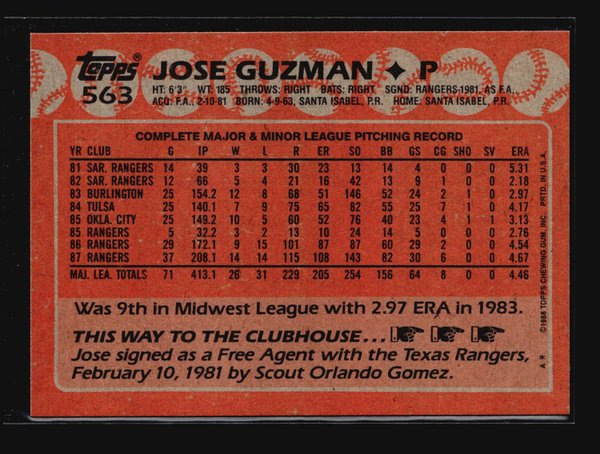 Topps®
563
JOSE GUZMAN ✦ P
HT: 6'3" WT: 185 THROWS: RIGHT BATS: RIGHT SGND: RANGERS-1981, AS F.A.,
ACQ: F.A., 2-10-81 BORN: 4-9-63, SANTA ISABEL, P.R. HOME: SANTA ISABEL, P.R.
COMPLETE MAJOR & MINOR LEAGUE PITCHING RECORD
YR CLUB G IP W L R ER SO BB GS CG SHO SV ERA
81 SAR. RANGERS 14 39 3 3 30 23 13 14 4 0 0 0 5.31
82 SAR. RANGERS 12 66 5 4 21 16 42 13 9 1 0 0 2.18
83 BURLINGTON 25 154.2 12 8 68 51 146 52 24 2 1 0 2.97
84 TULSA 25 140.1 7 9 75 65 82 55 25 7 1 0 4.17
85 OKLA. CITY 25 149.2 10 5 60 52 76 40 23 4 1 1 3.13
85 RANGERS 5 32.2 3 2 13 10 24 14 5 0 0 0 2.76
86 RANGERS 29 172.1 9 15 101 87 87 60 29 2 0 0 4.54
87 RANGERS 37 208.1 14 14 115 108 143 82 30 6 0 0 4.67
MAJ. LEA. TOTALS 71 413.1 26 31 229 205 254 156 64 8 0 0 4.46
Was 9th in Midwest League with 2.97 ERA in 1983.
THIS WAY TO THE CLUBHOUSE...
Jose signed as a Free Agent with the Texas Rangers,
February 10, 1981 by Scout Orlando Gomez.
A * ©1988 TOPPS CHEWING GUM, INC. PRTD. IN U.S.A.